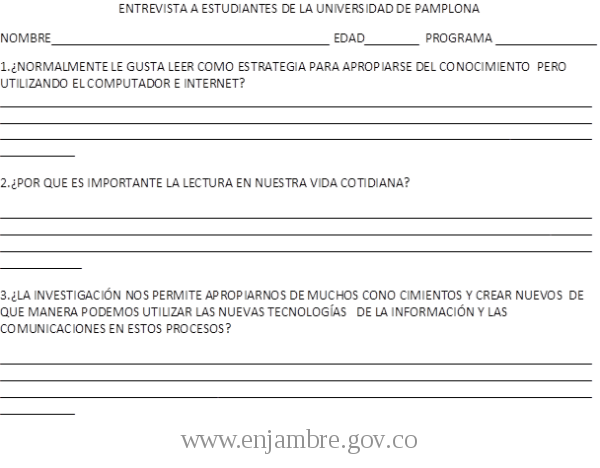 ENTREVISTA A ESTUDIANTES DE LA UNIVERSIDAD DE PAMPLONA
NOMBRE________________________________________ EDAD________ PROGRAMA _______________
1.¿NORMALMENTE LE GUSTA LEER COMO ESTRATEGIA PARA APROPIARSE DEL CONOCIMIENTO PERO
UTILIZANDO EL COMPUTADOR E INTERNET?
2.¿POR QUE ES IMPORTANTE LA LECTURA EN NUESTRA VIDA COTIDIANA?
3.¿LA INVESTIGACIÓN NOS PERMITE APROPIARNOS DE MUCHOS CONO CIMIENTOS Y CREAR NUEVOS DE
QUE MANERA PODEMOS UTILIZAR LAS NUEVAS TECNOLOGÍAS DE LA INFORMACIÓN Y LAS
COMUNICACIONES EN ESTOS PROCESOS?
www.enjambre.gov.co